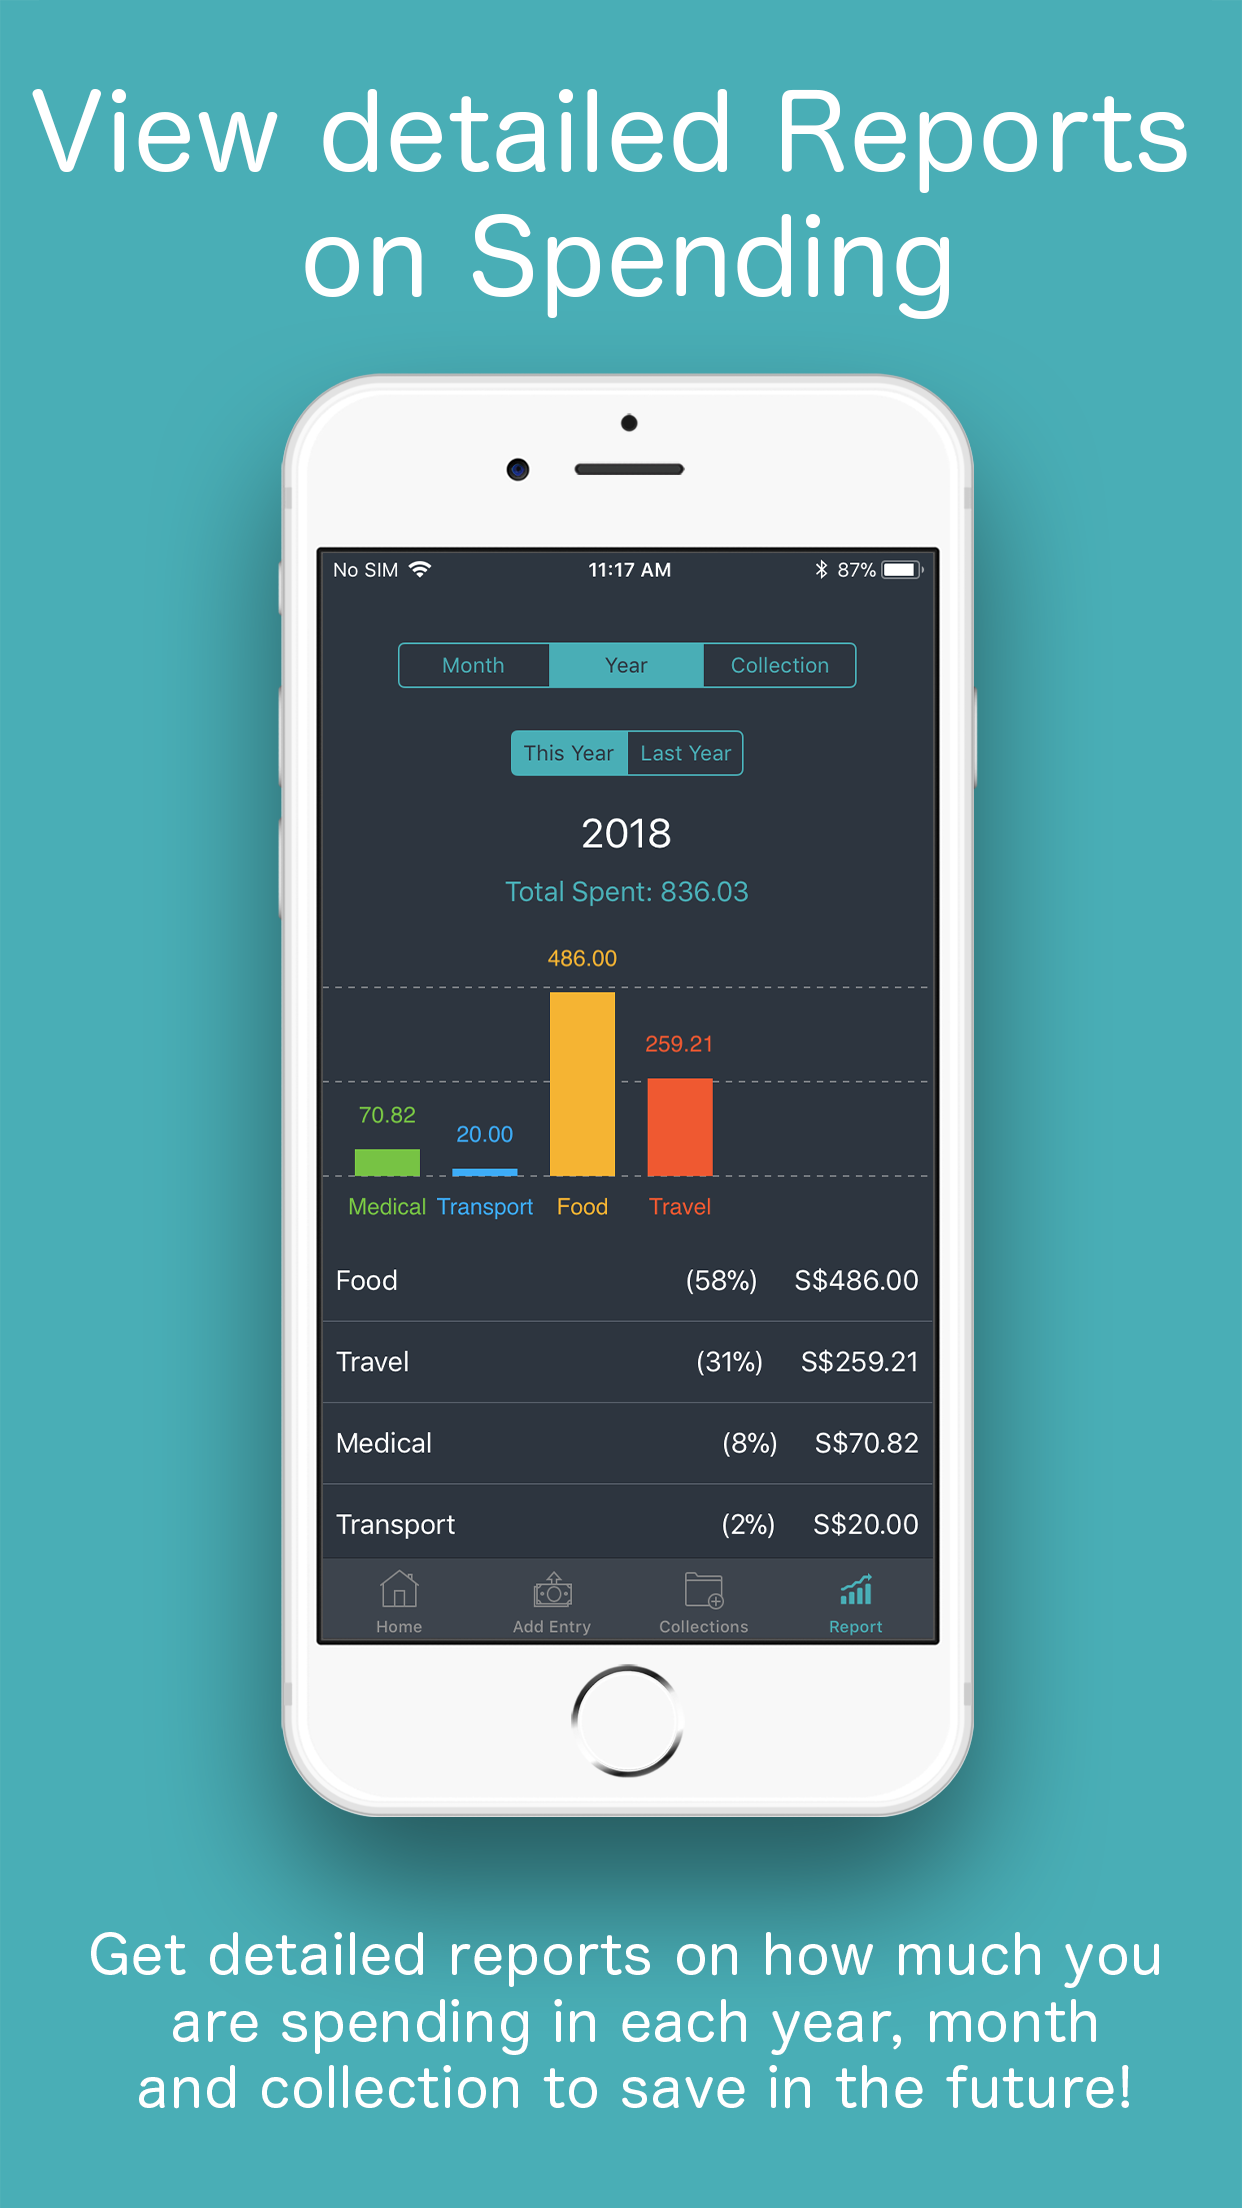 View detailed Reports
on Spending
No SIM 11:17 AM 87%
Month Year Collection
This Year Last Year
2018
Total Spent: 836.03
486.00
259.21
70.82
20.00
Medical Transport Food Travel
Food (58%) S$486.00
Travel (31%) S$259.21
Medical (8%) S$70.82
Transport (2%) S$20.00
Home Add Entry Collections Report
Get detailed reports on how much you
are spending in each year, month
and collection to save in the future!